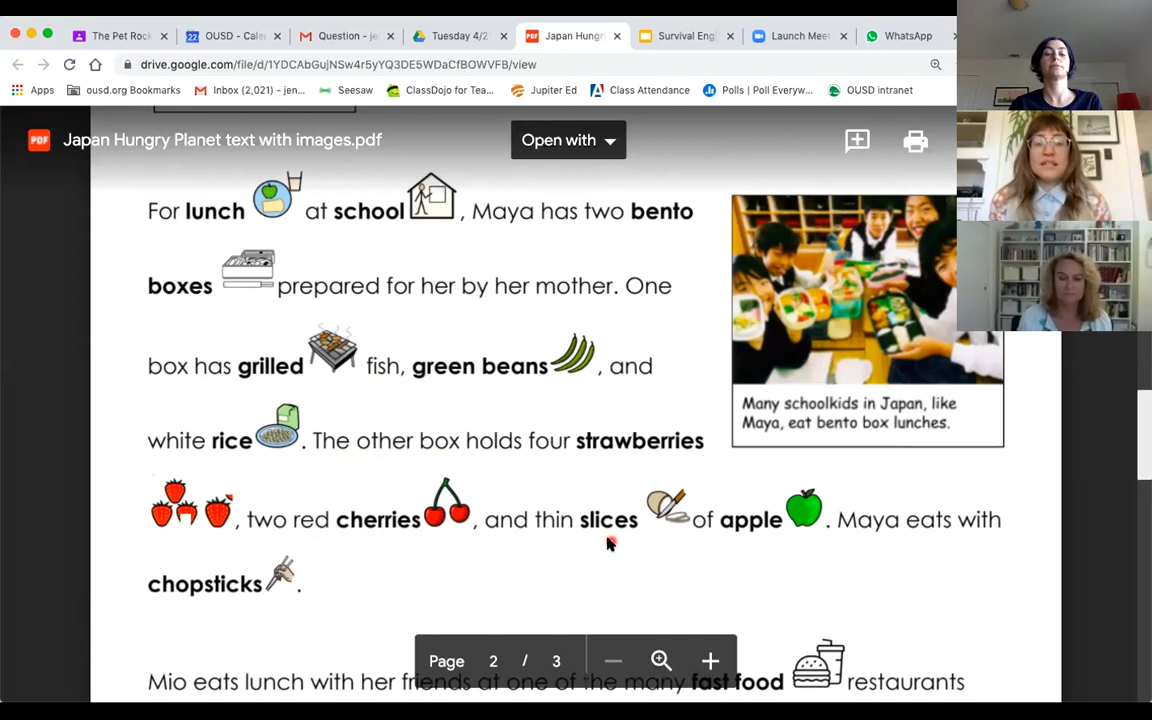 The Pet Rock
OUSD - Cale
Question - je
Tuesday 4/2
Japan Hungr
Survival Eng
Launch Mee
WhatsApp
drive.google.com/file/d/1YDCAbGujNSw4r5yYQ3DE5WDaCfBOWVFB/view
Apps
ousd.org Bookmarks
Inbox (2,021) - jen...
Seesaw
ClassDojo for Tea...
Jupiter Ed
Class Attendance
Polls | Poll Everyw...
OUSD intranet
PDF
Japan Hungry Planet text with images.pdf
Open with
For lunch at school, Maya has two bento
boxes prepared for her by her mother. One
box has grilled fish, green beans, and
white rice. The other box holds four strawberries
, two red cherries, and thin slices of apple. Maya eats with
chopsticks.
Many schoolkids in Japan, like
Maya, eat bento box lunches.
Page 2 / 3
Mio eats lunch with her friends at one of the many fast food restaurants